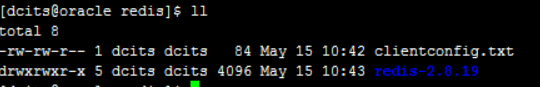 [dcits@oracle redis]$ ll
total 8
-rw-rw-r-- 1 dcits dcits   84 May 15 10:42 clientconfig.txt
drwxrwxr-x 5 dcits dcits 4096 May 15 10:43 redis-2.8.19